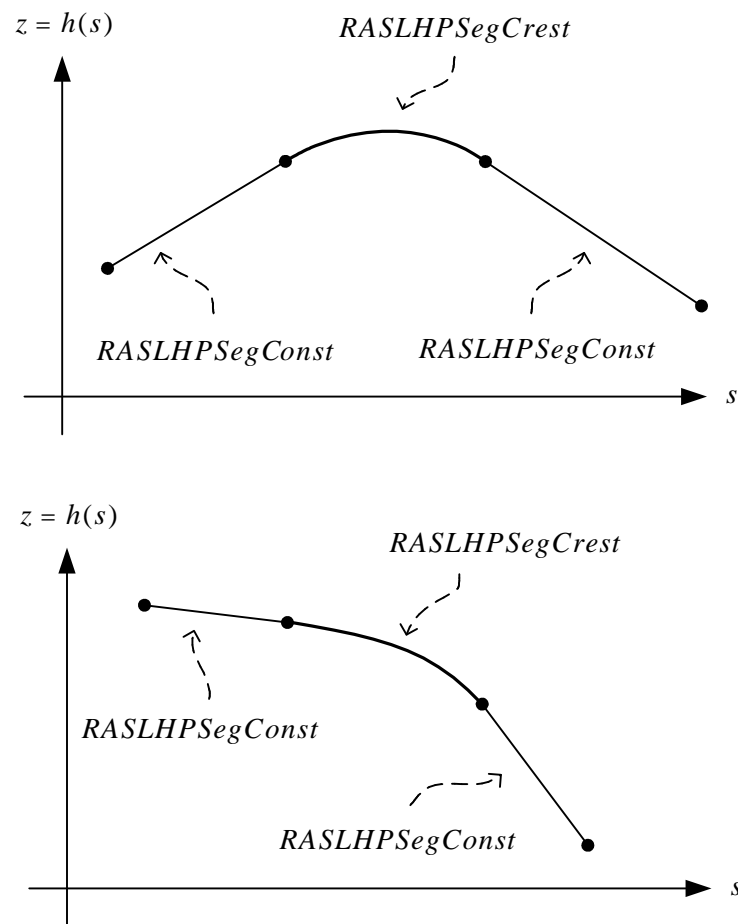 z = h(s)
RASLHPSegCrest
RASLHPSegConst
RASLHPSegConst
s
z = h(s)
RASLHPSegCrest
RASLHPSegConst
RASLHPSegConst
s